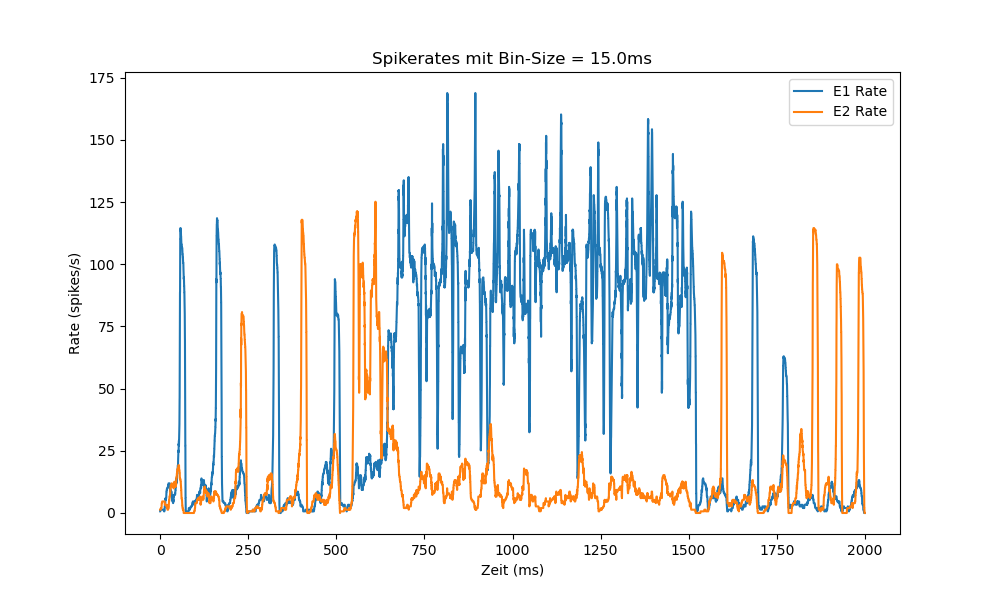 Spikerates mit Bin-Size = 15.0ms
E1 Rate
E2 Rate
175
150
125
100
75
50
25
0
Rate (spikes/s)
0 250 500 750 1000 1250 1500 1750 2000
Zeit (ms)